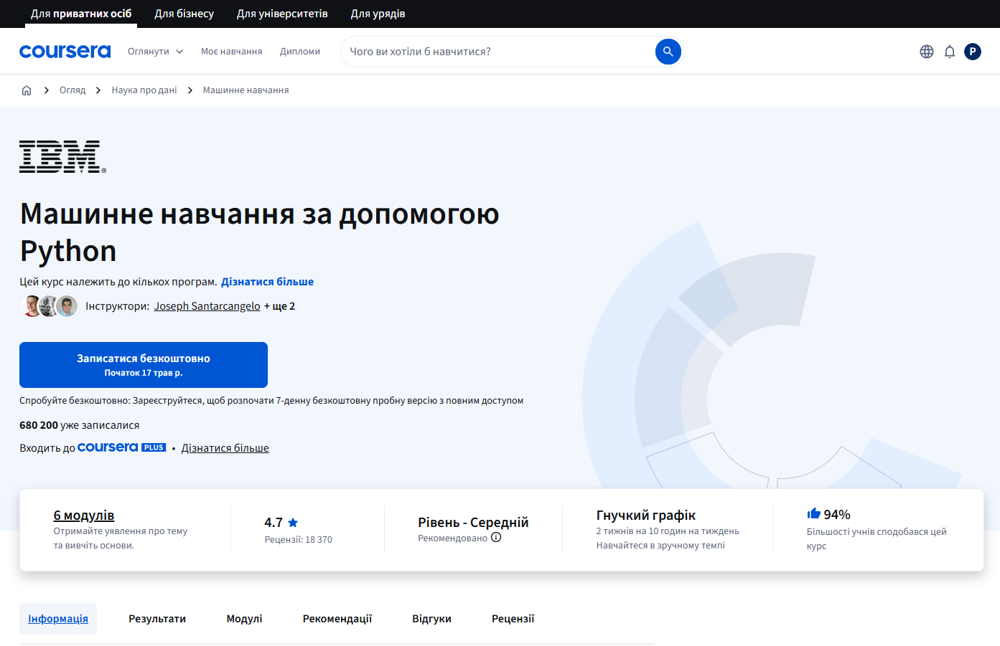 Для приватних осіб Для бізнесу Для університетів Для урядів
coursera Оглянути Моє навчання Дипломи Чого ви хотіли б навчитися? P
Огляд Наука про дані Машинне навчання
IBM®
Машинне навчання за допомогою
Python
Цей курс належить до кількох програм. Дізнатися більше
Інструктори: Joseph Santarcangelo + ще 2
Записатися безкоштовно
Початок 17 трав р.
Спробуйте безкоштовно: Зареєструйтеся, щоб розпочати 7-денну безкоштовну пробну версію з повним доступом
680 200 уже записалися
Входить до coursera PLUS • Дізнатися більше
6 модулів
Отримайте уявлення про тему
та вивчіть основи.
4.7
Рецензії: 18 370
Рівень - Середній
Рекомендовано
Гнучкий графік
2 тижнів на 10 годин на тиждень
Навчайтеся в зручному темпі
94%
Більшості учнів сподобався цей
курс
Інформація Результати Модулі Рекомендації Відгуки Рецензії